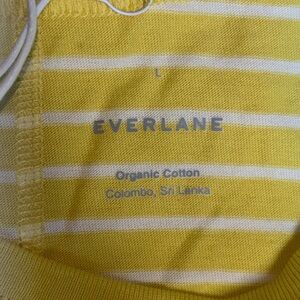 L
EVERLANE
Organic Cotton
Colombo, Sri Lanka